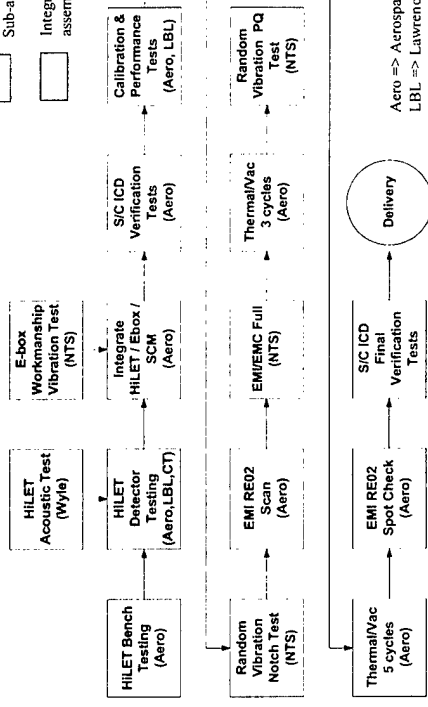 Sub-a
Integr
assem
HiLET
Acoustic Test
(Wyle)
E-box
Workmanship
Vibration Test
(NTS)
HiLET Bench
Testing
(Aero)
HiLET
Detector
Testing
(Aero,LBL,CT)
Integrate
HiLET / Ebox /
SCM
(Aero)
S/C ICD
Verification
Tests
(Aero)
Calibration &
Performance
Tests
(Aero, LBL)
Random
Vibration
Notch Test
(NTS)
EMI RE02
Scan
(Aero)
EMI/EMC Full
(NTS)
Thermal/Vac
3 cycles
(Aero)
Random
Vibration PQ
Test
(NTS)
Thermal/Vac
5 cycles
(Aero)
EMI RE02
Spot Check
(Aero)
S/C ICD
Final
Verification
Tests
Delivery
Aero => Aerospa
LBL => Lawrenc